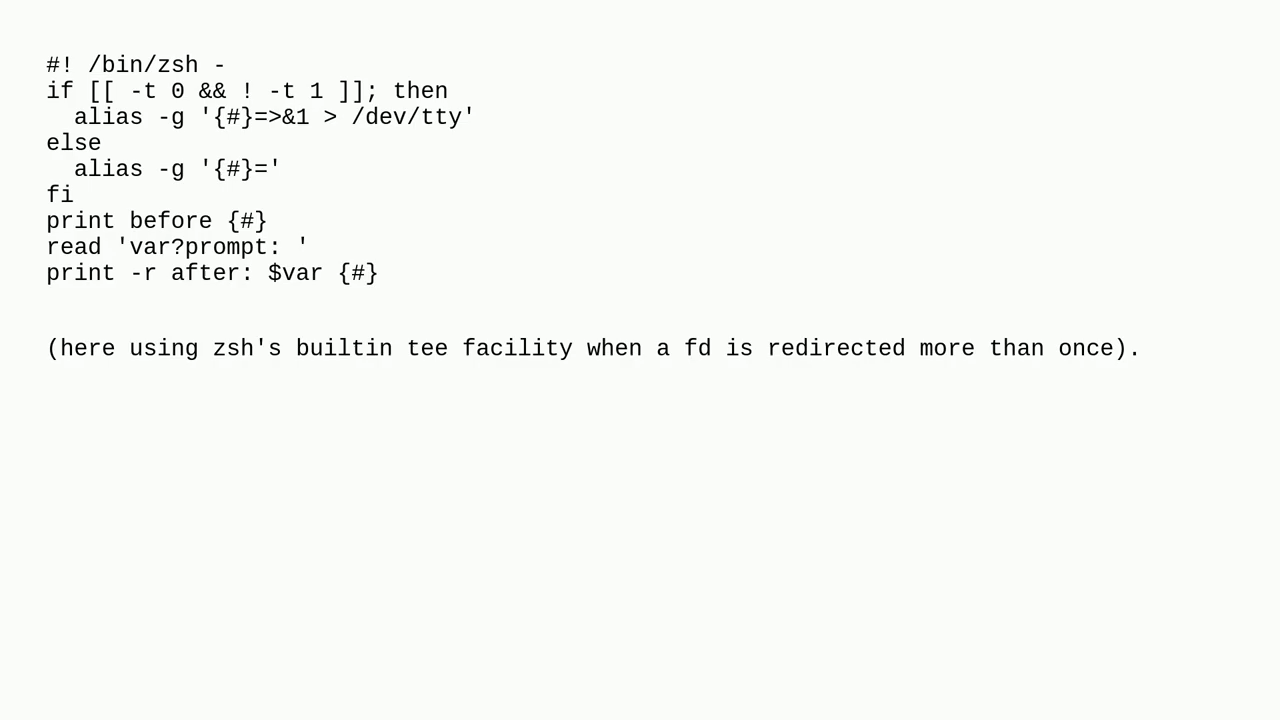 #! /bin/zsh -
if [[ -t 0 && ! -t 1 ]]; then
  alias -g '{#}=>&1 > /dev/tty'
else
  alias -g '{#}='
fi
print before {#}
read 'var?prompt: '
print -r after: $var {#}
(here using zsh's builtin tee facility when a fd is redirected more than once).